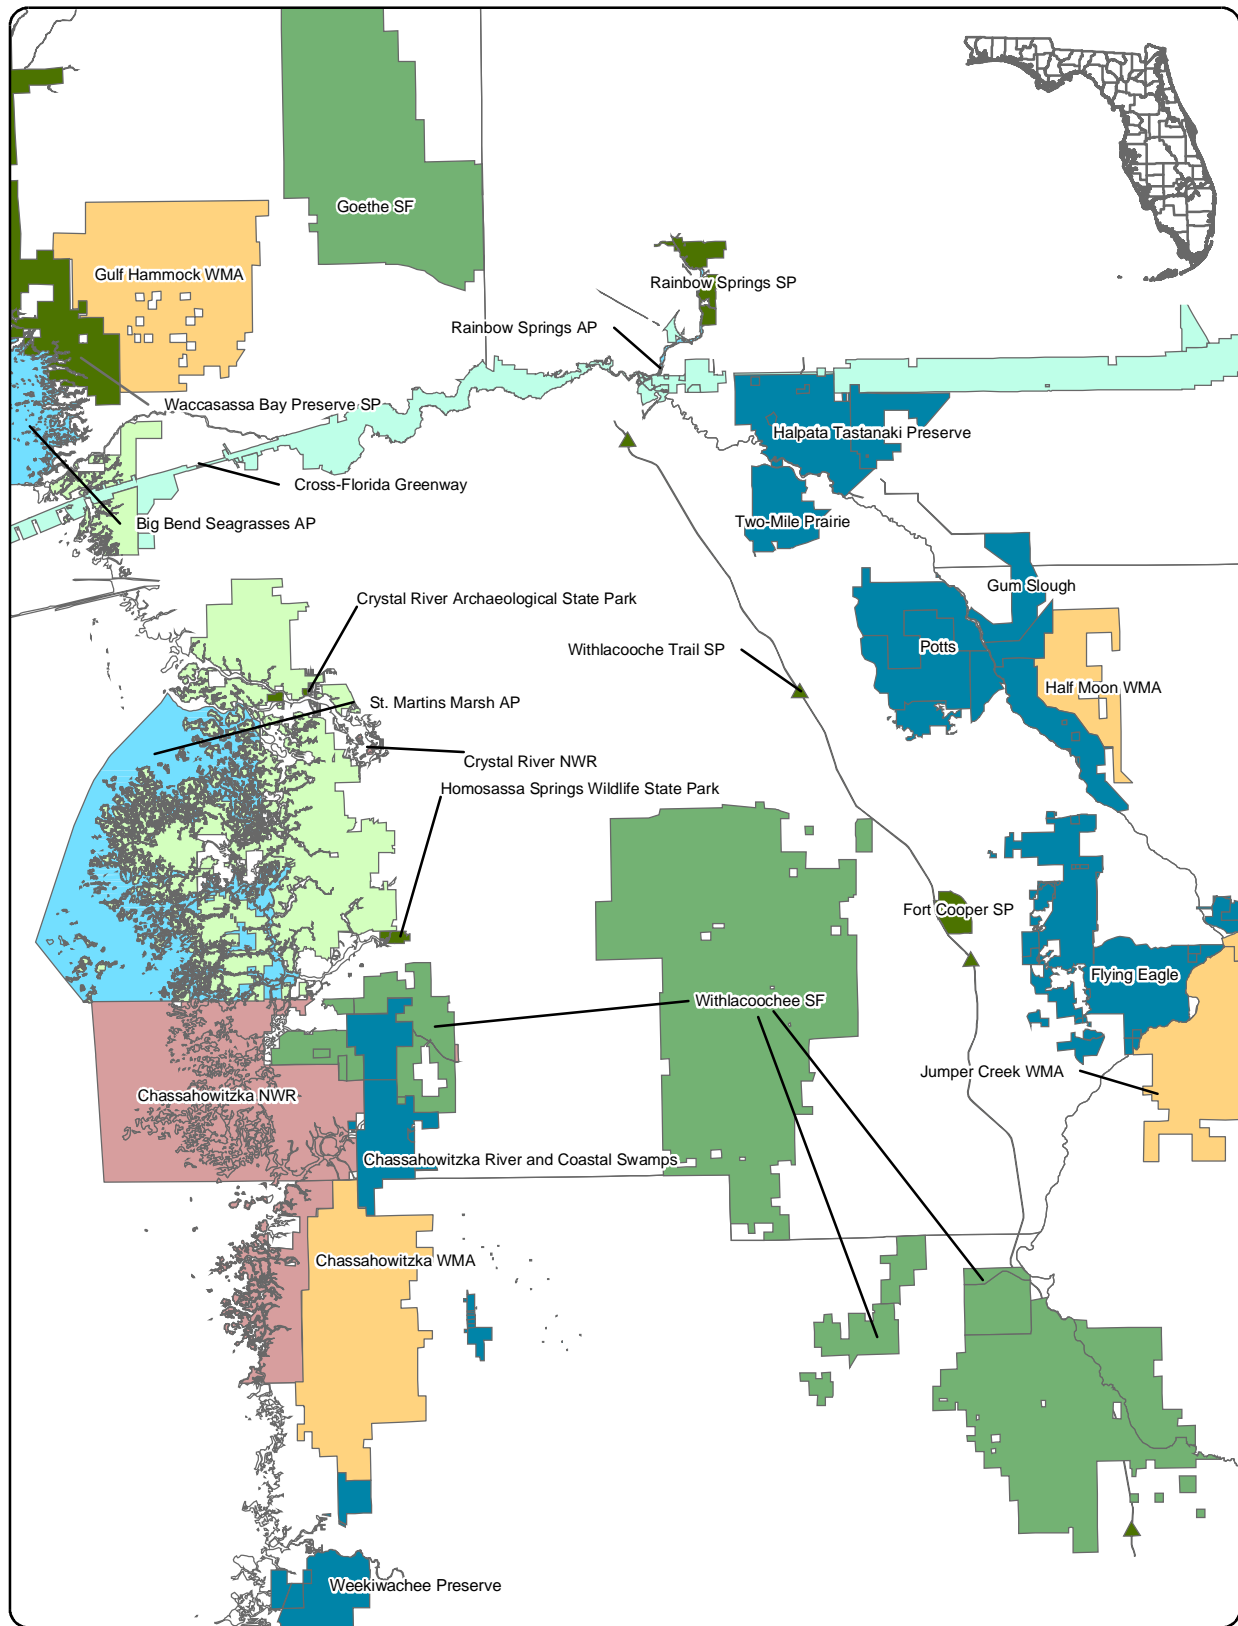 Goethe SF
Gulf Hammock WMA
Rainbow Springs SP
Rainbow Springs AP
Waccasassa Bay Preserve SP
Halpata Tastanaki Preserve
Cross-Florida Greenway
Big Bend Seagrasses AP
Two-Mile Prairie
Gum Slough
Crystal River Archaeological State Park
Withlacooche Trail SP
Potts
Half Moon WMA
St. Martins Marsh AP
Crystal River NWR
Homosassa Springs Wildlife State Park
Fort Cooper SP
Flying Eagle
Withlacoochee SF
Jumper Creek WMA
Chassahowitzka NWR
Chassahowitzka River and Coastal Swamps
Chassahowitzka WMA
Weekiwachee Preserve